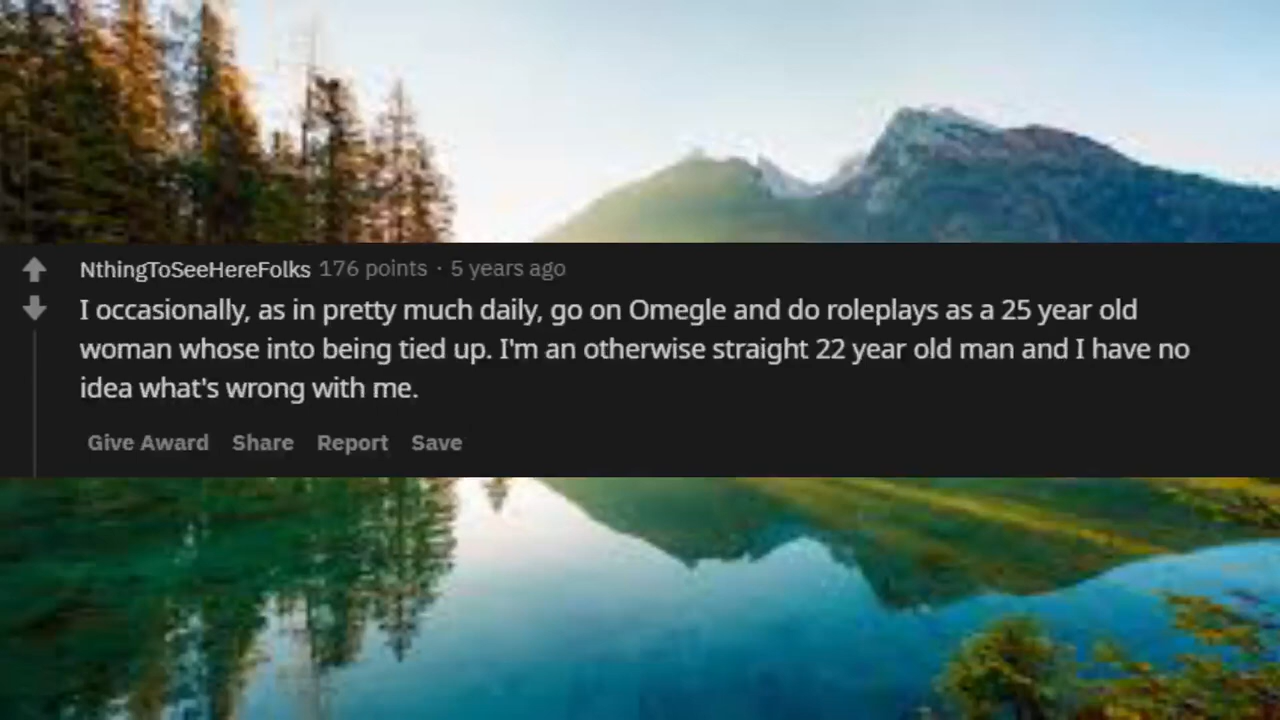 NthingToSeeHereFolks 176 points · 5 years ago
I occasionally, as in pretty much daily, go on Omegle and do roleplays as a 25 year old
woman whose into being tied up. I'm an otherwise straight 22 year old man and I have no
idea what's wrong with me.
Give Award Share Report Save